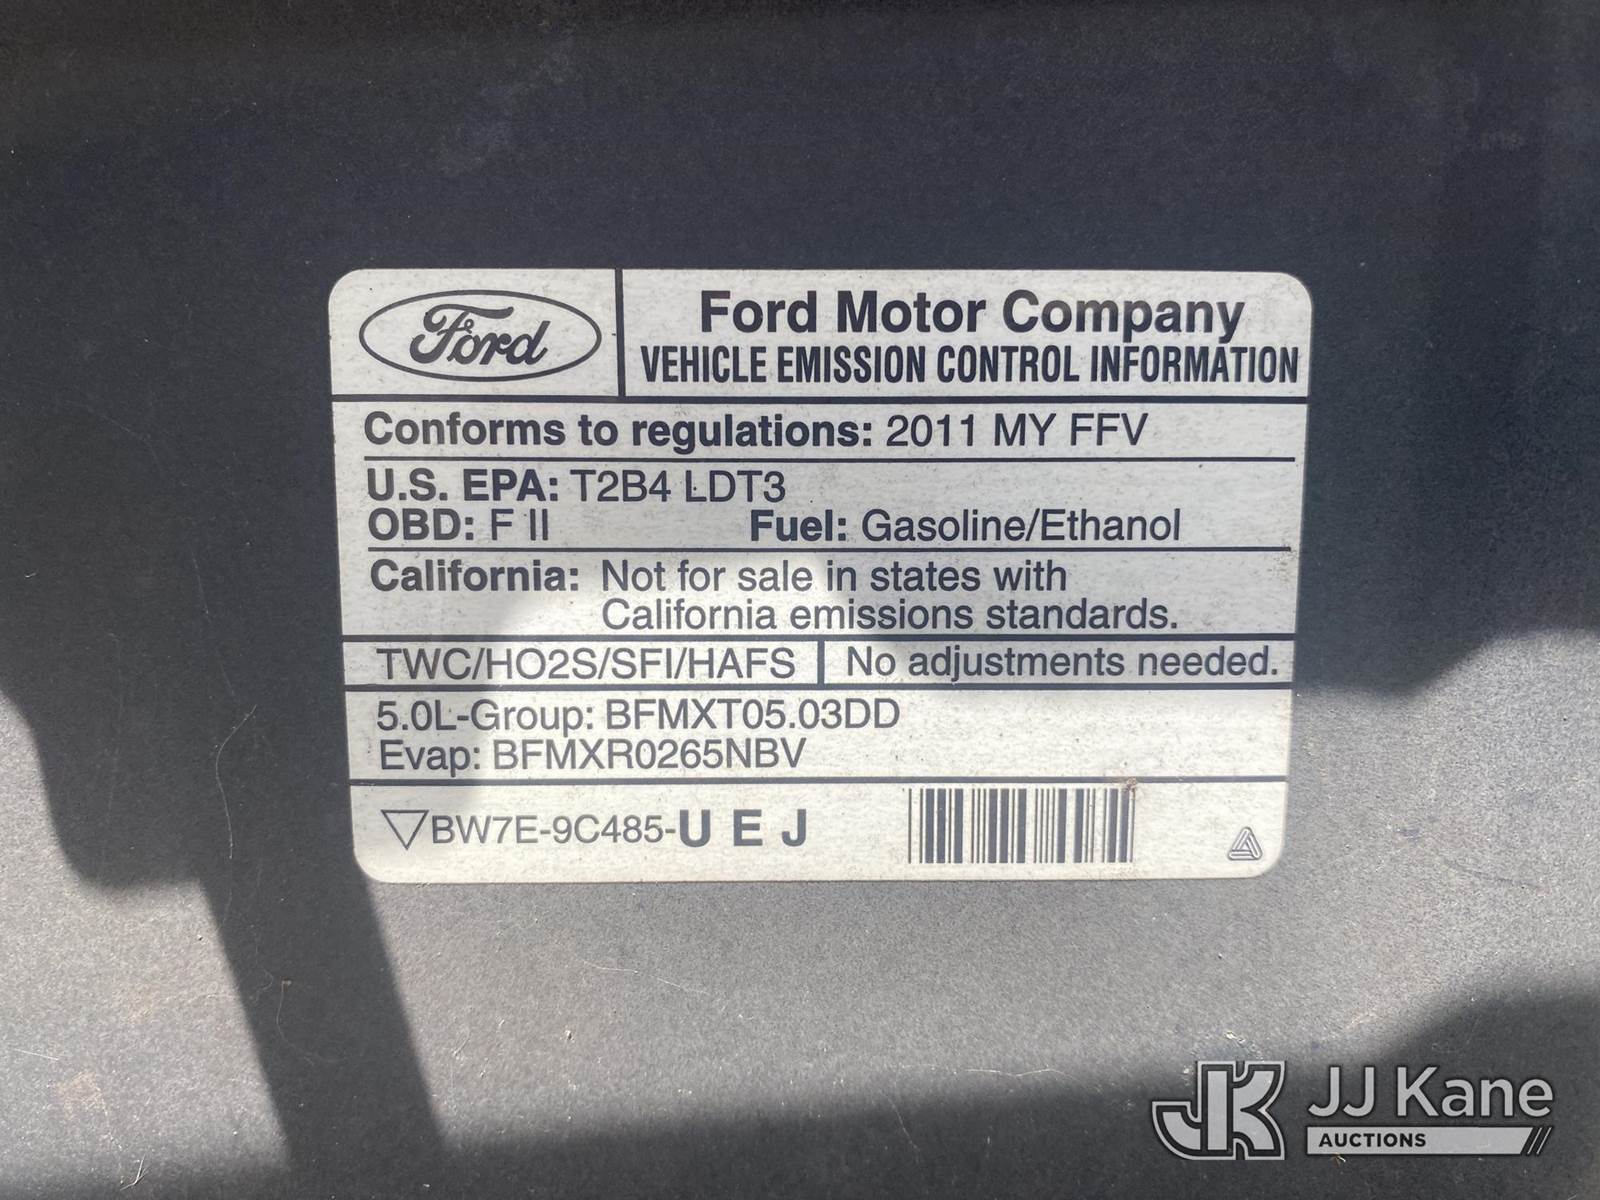 Ford
Ford Motor Company
VEHICLE EMISSION CONTROL INFORMATION
Conforms to regulations: 2011 MY FFV
U.S. EPA: T2B4 LDT3
OBD: F II Fuel: Gasoline/Ethanol
California: Not for sale in states with
California emissions standards.
TWC/HO2S/SFI/HAFS No adjustments needed.
5.0L-Group: BFMXT05.03DD
Evap: BFMXR0265NBV
BW7E-9C485-U E J
JK JJ Kane
AUCTIONS